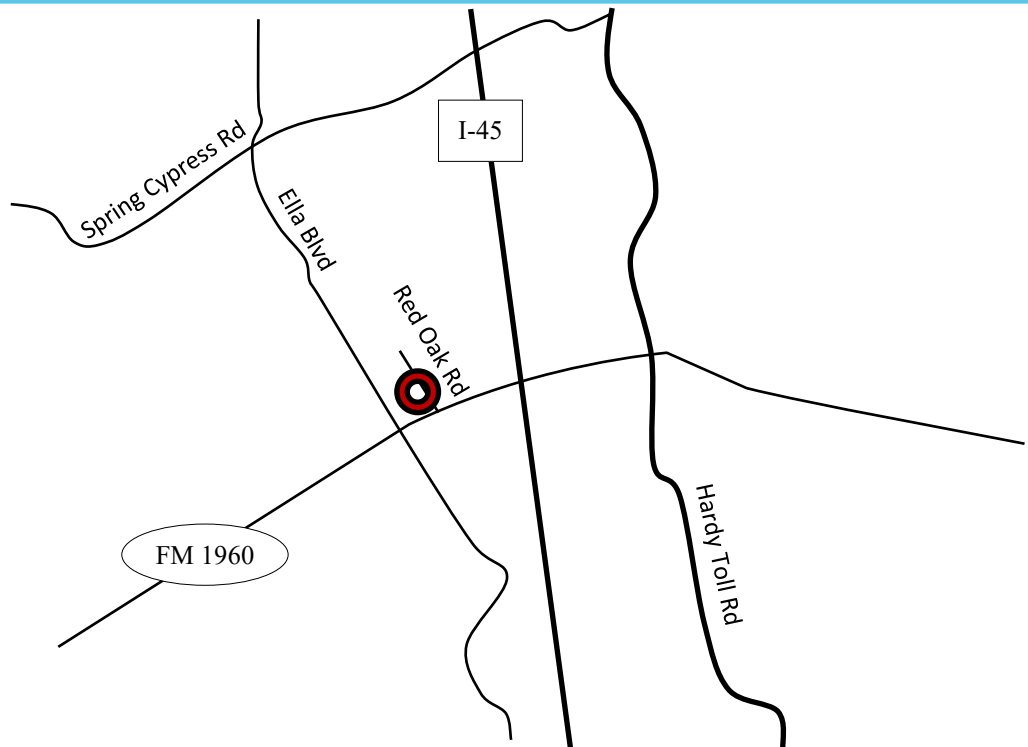 I-45
Spring Cypress Rd
Ella Blvd
Red Oak Rd
Hardy Toll Rd
FM 1960